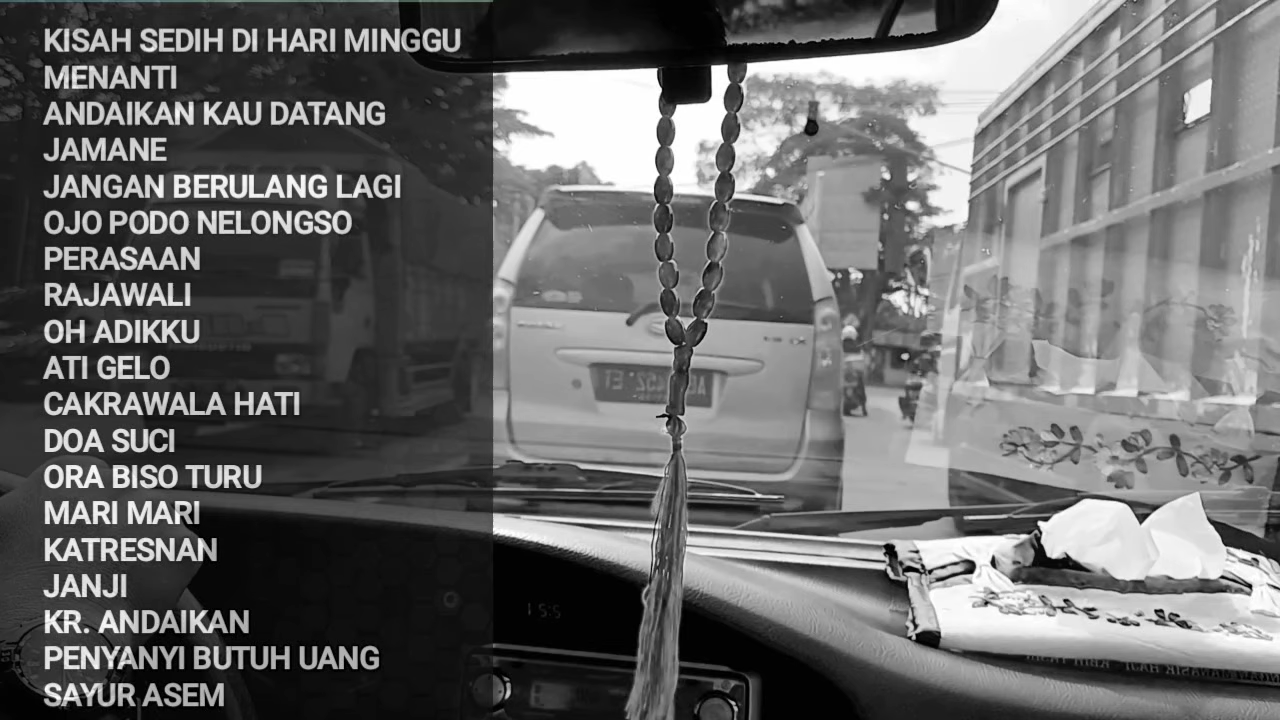 KISAH SEDIH DI HARI MINGGU
MENANTI
ANDAIKAN KAU DATANG
JAMANE
JANGAN BERULANG LAGI
OJO PODO NELONGSO
PERASAAN
RAJAWALI
OH ADIKKU
ATI GELO
CAKRAWALA HATI
DOA SUCI
ORA BISO TURU
MARI MARI
KATRESNAN
JANJI
KR. ANDAIKAN
PENYANYI BUTUH UANG
SAYUR ASEM